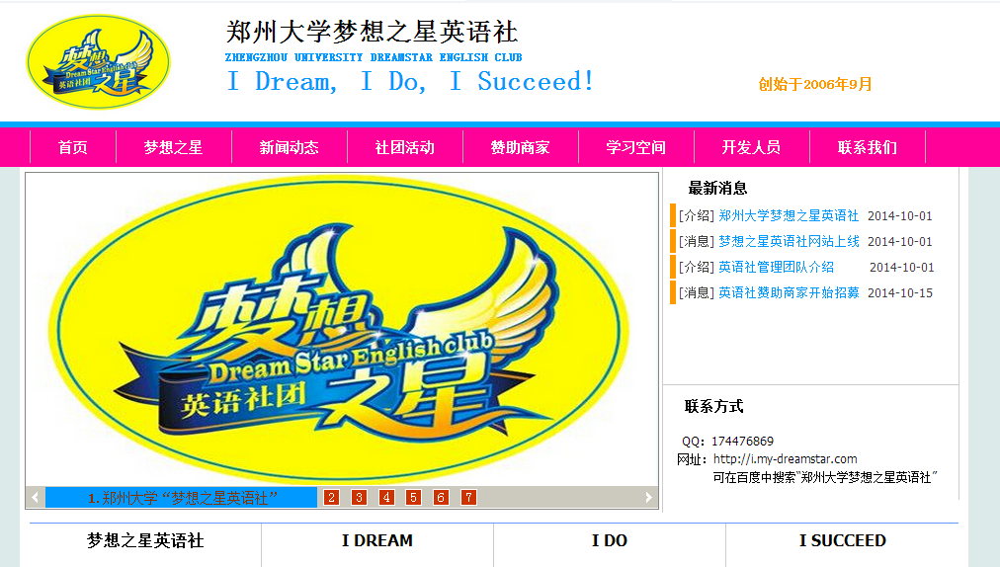 梦想
Dream Star English club
英语社团
之星
郑州大学梦想之星英语社
ZHENGZHOU UNIVERSITY DREAMSTAR ENGLISH CLUB
I Dream, I Do, I Succeed!
创始于2006年9月
首页 梦想之星 新闻动态 社团活动 赞助商家 学习空间 开发人员 联系我们
梦想
Dream Star English club
英语社团
之星
1. 郑州大学“梦想之星英语社” 2 3 4 5 6 7
最新消息
[介绍] 郑州大学梦想之星英语社 2014-10-01
[消息] 梦想之星英语社网站上线 2014-10-01
[介绍] 英语社管理团队介绍 2014-10-01
[消息] 英语社赞助商家开始招募 2014-10-15
联系方式
QQ：174476869
网址：http://i.my-dreamstar.com
可在百度中搜索"郑州大学梦想之星英语社"
梦想之星英语社 I DREAM I DO I SUCCEED